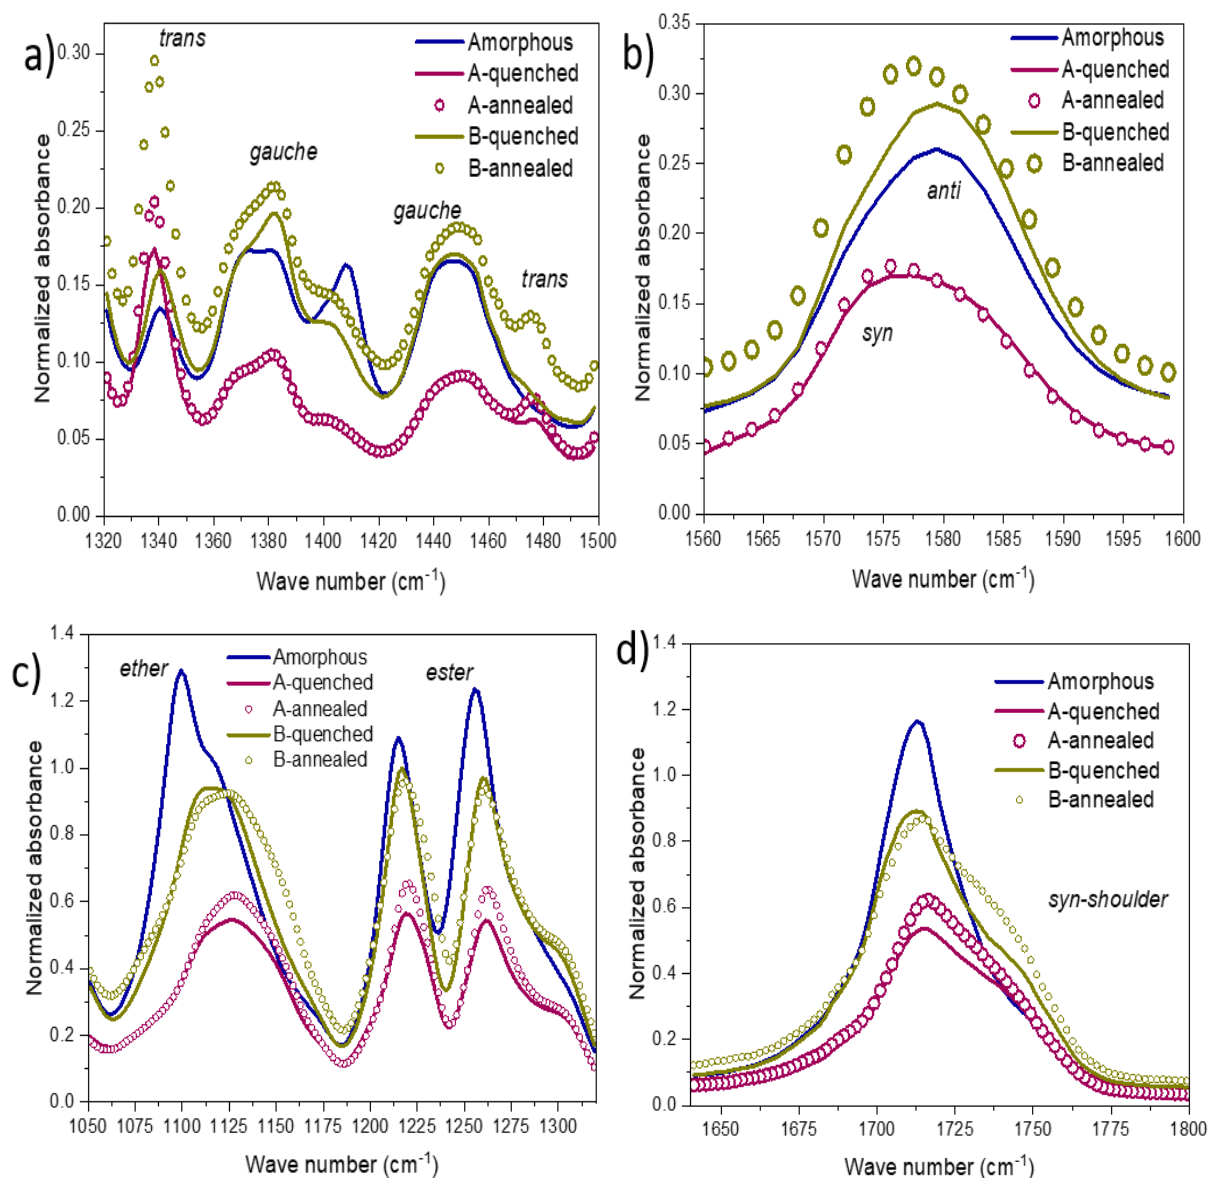 a)
trans
gauche
gauche
trans
Amorphous
A-quenched
A-annealed
B-quenched
B-annealed
0.30
0.25
0.20
0.15
0.10
0.05
0.00
Normalized absorbance
1320 1340 1360 1380 1400 1420 1440 1460 1480 1500
Wave number (cm⁻¹)
b)
anti
syn
Amorphous
A-quenched
A-annealed
B-quenched
B-annealed
0.35
0.30
0.25
0.20
0.15
0.10
0.05
0.00
Normalized absorbance
1560 1565 1570 1575 1580 1585 1590 1595 1600
Wave number (cm⁻¹)
c)
ether
ester
Amorphous
A-quenched
A-annealed
B-quenched
B-annealed
1.4
1.2
1.0
0.8
0.6
0.4
0.2
0.0
Normalized absorbance
1050 1075 1100 1125 1150 1175 1200 1225 1250 1275 1300
Wave number (cm⁻¹)
d)
Amorphous
A-quenched
A-annealed
B-quenched
B-annealed
syn-shoulder
1.4
1.2
1.0
0.8
0.6
0.4
0.2
0.0
Normalized absorbance
1650 1675 1700 1725 1750 1775 1800
Wave number (cm⁻¹)